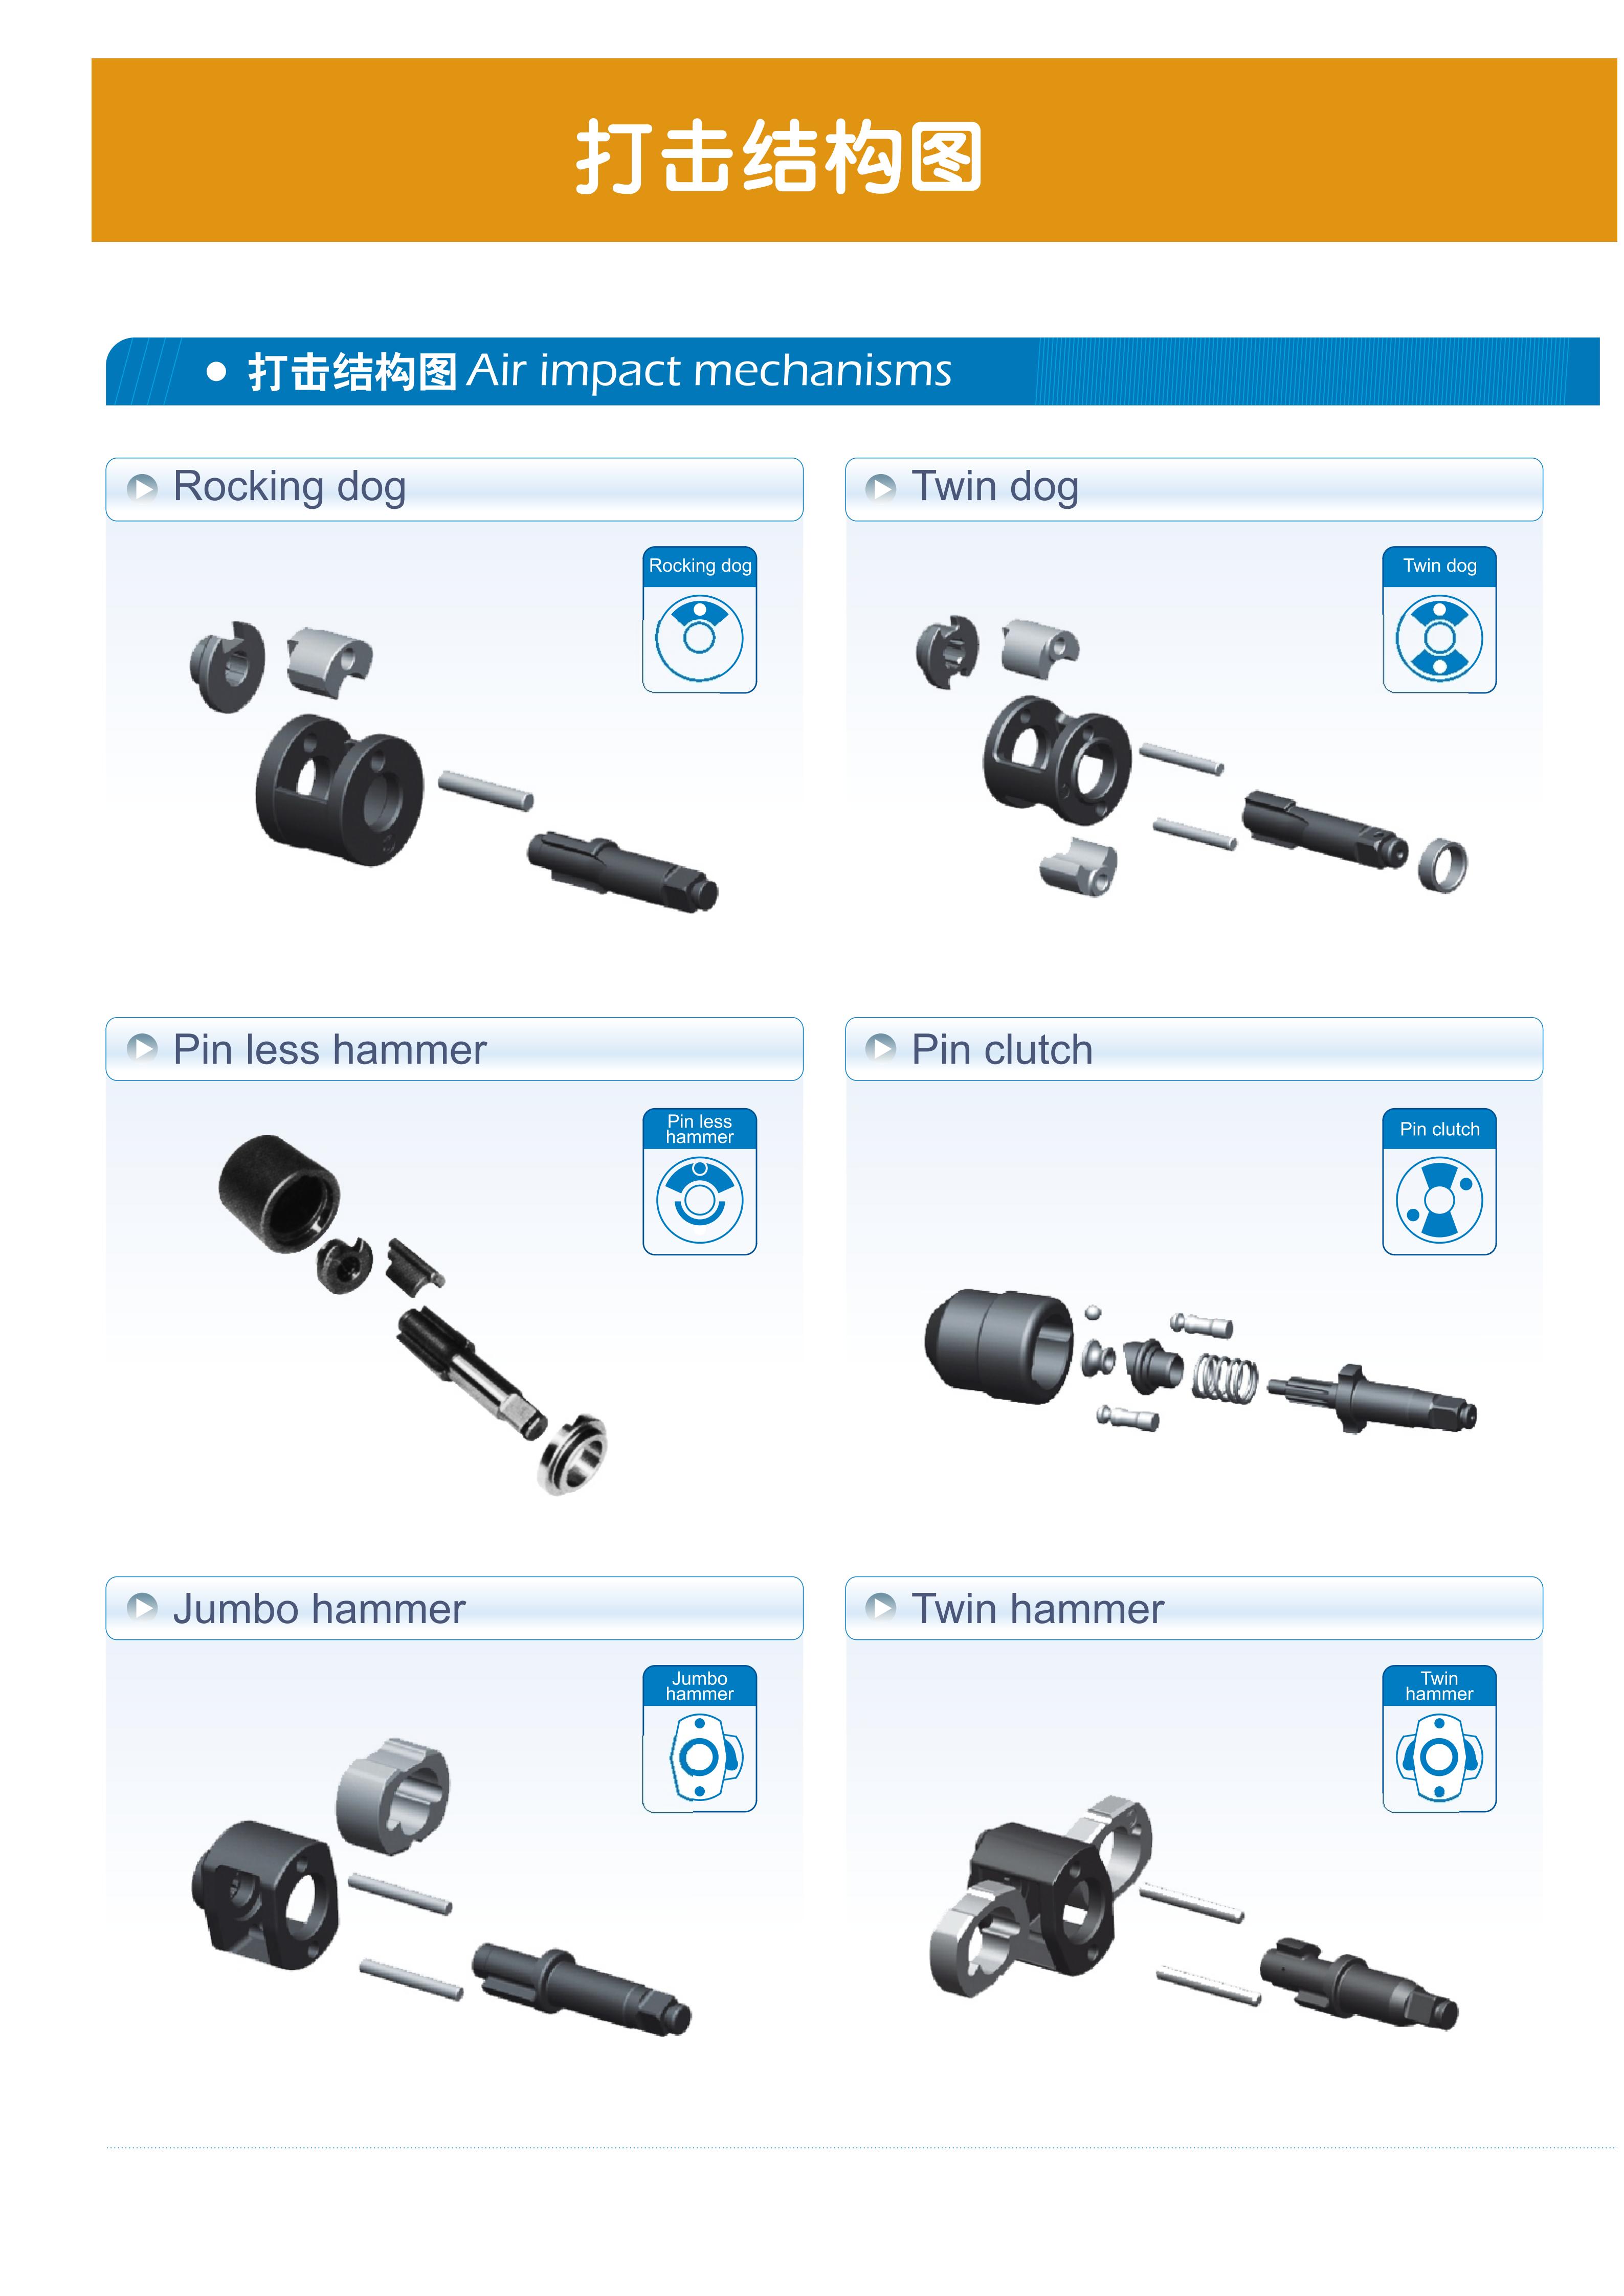 打击结构图
打击结构图 Air impact mechanisms
Rocking dog
Rocking dog
Twin dog
Twin dog
Pin less hammer
Pin less
hammer
Pin clutch
Pin clutch
Jumbo hammer
Jumbo
hammer
Twin hammer
Twin
hammer